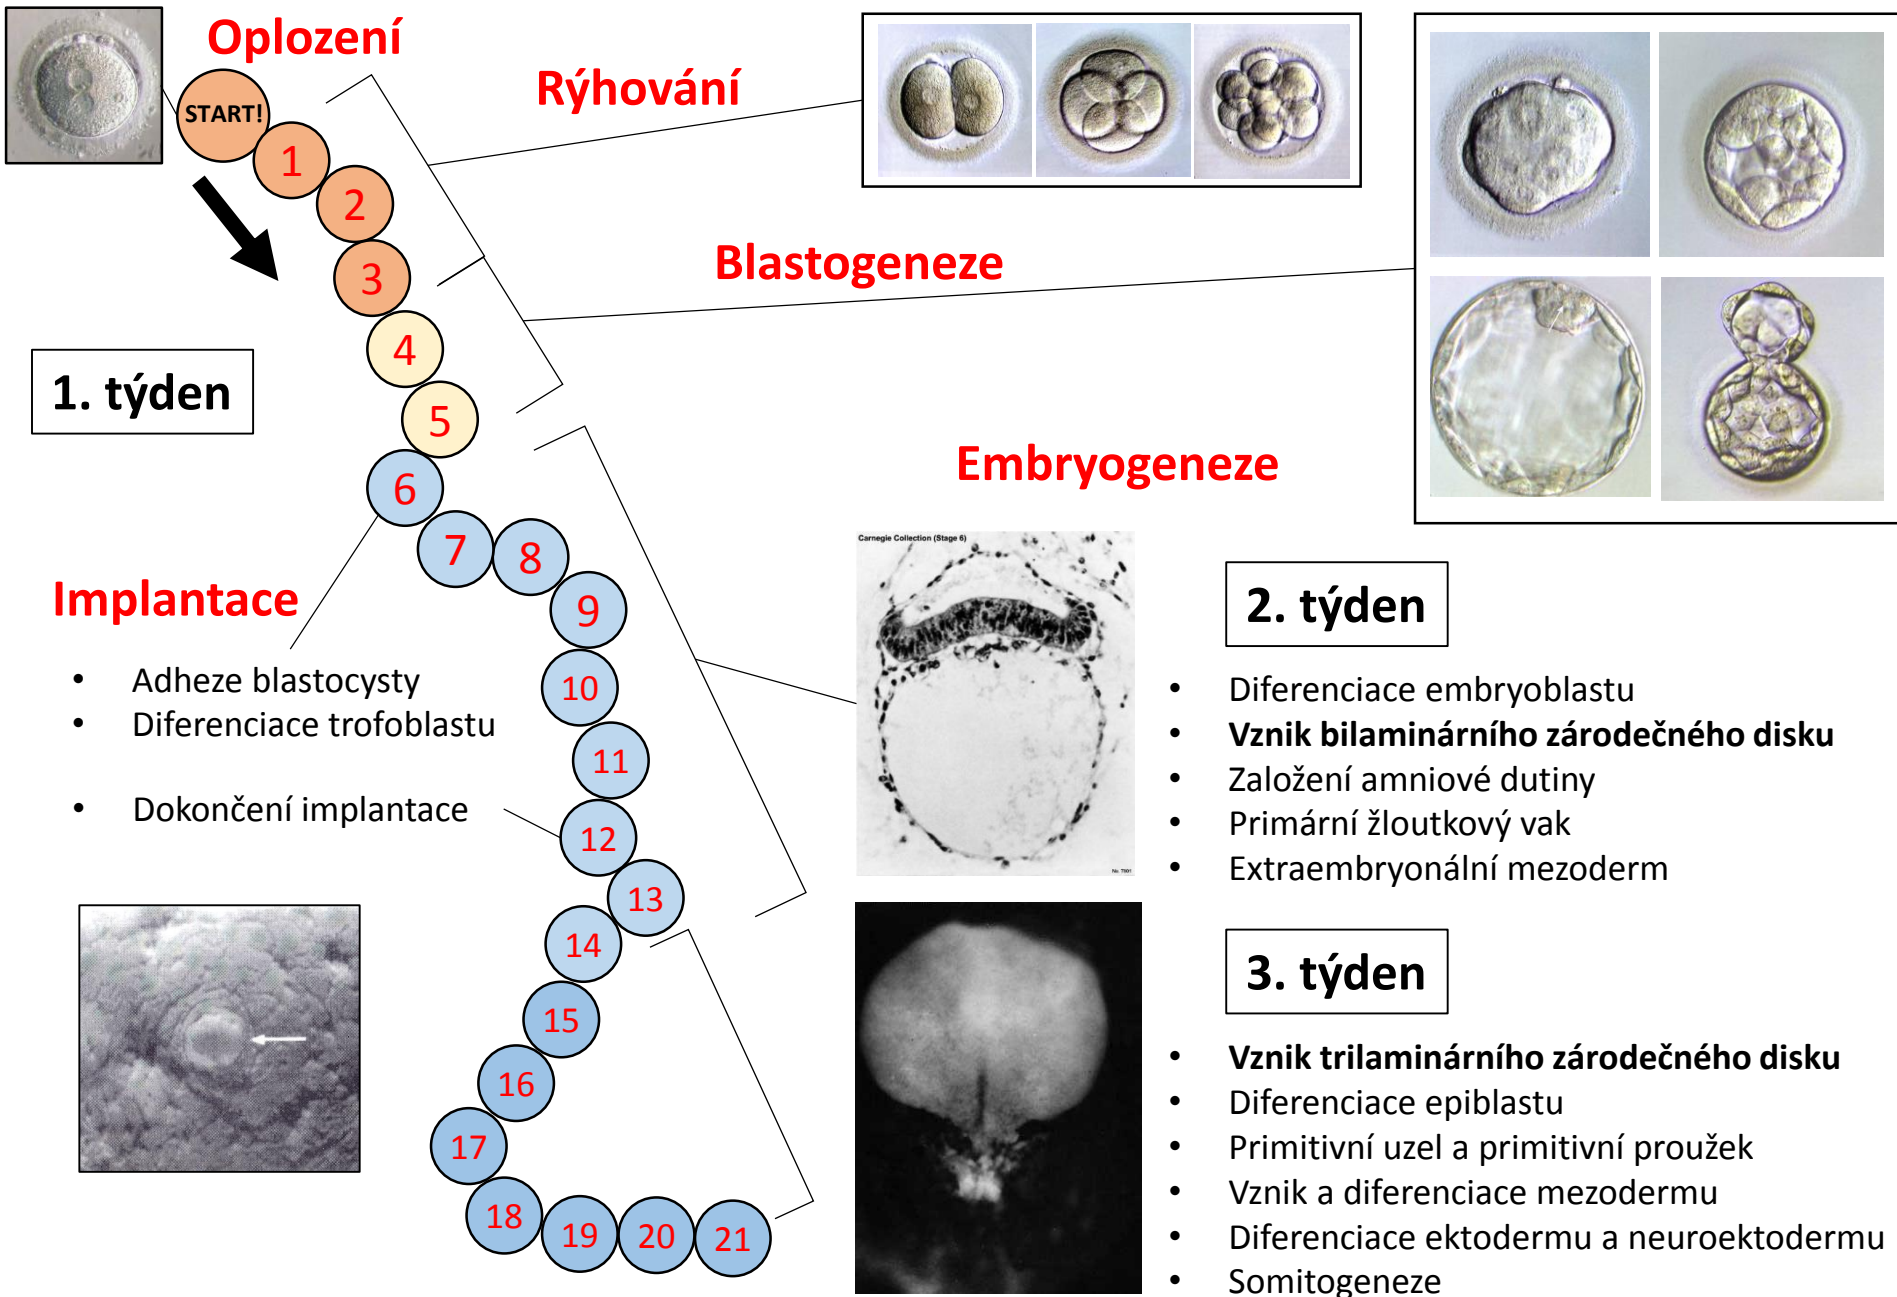 Oplození
START!
Rýhování
1
2
3
Blastogeneze
4
1. týden
5
Embryogeneze
6
7
8
Carnegie Collection (Stage 6)
Implantace
9
2. týden
• Adheze blastocysty
• Diferenciace trofoblastu
• Dokončení implantace
10
11
12
13
• Diferenciace embryoblastu
• Vznik bilaminárního zárodečného disku
• Založení amniové dutiny
• Primární žloutkový vak
• Extraembryonální mezoderm
No. 7801
14
15
16
17
18
19
20
21
3. týden
• Vznik trilaminárního zárodečného disku
• Diferenciace epiblastu
• Primitivní uzel a primitivní proužek
• Vznik a diferenciace mezodermu
• Diferenciace ektodermu a neuroektodermu
• Somitogeneze